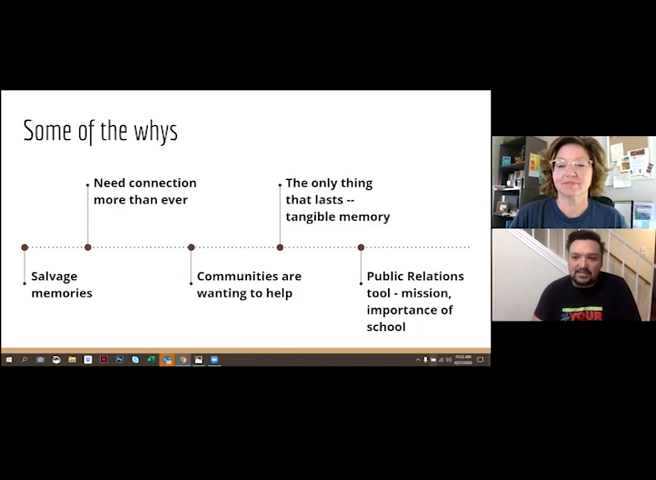 Some of the whys
Need connection
more than ever
The only thing
that lasts --
tangible memory
Salvage
memories
Communities are
wanting to help
Public Relations
tool - mission,
importance of
school
YOUR